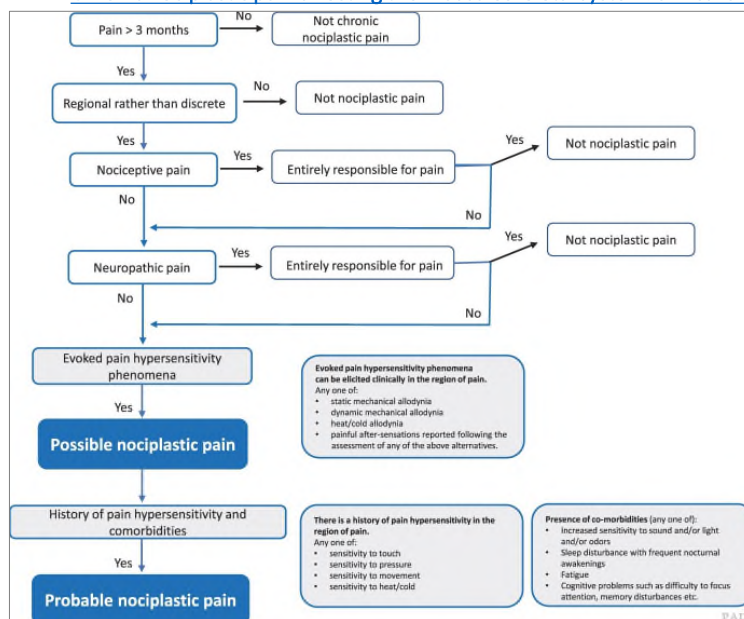 Pain > 3 months
No
Not chronic
nociplastic pain
Yes
Regional rather than discrete
No
Not nociplastic pain
Yes
Nociceptive pain
Yes
Entirely responsible for pain
Yes
Not nociplastic pain
No
No
Neuropathic pain
Yes
Entirely responsible for pain
Yes
Not nociplastic pain
No
No
Evoked pain hypersensitivity
phenomena
Evoked pain hypersensitivity phenomena
can be elicited clinically in the region of pain.
Any one of:
• static mechanical allodynia
• dynamic mechanical allodynia
• heat/cold allodynia
• painful after-sensations reported following the
assessment of any of the above alternatives.
Yes
Possible nociplastic pain
History of pain hypersensitivity and
comorbidities
There is a history of pain hypersensitivity in the
region of pain.
Any one of:
• sensitivity to touch
• sensitivity to pressure
• sensitivity to movement
• sensitivity to heat/cold
Presence of co-morbidities (any one of):
• Increased sensitivity to sound and/or light
and/or odors
• Sleep disturbance with frequent nocturnal
awakenings
• Fatigue
• Cognitive problems such as difficulty to focus
attention, memory disturbances etc.
Yes
Probable nociplastic pain